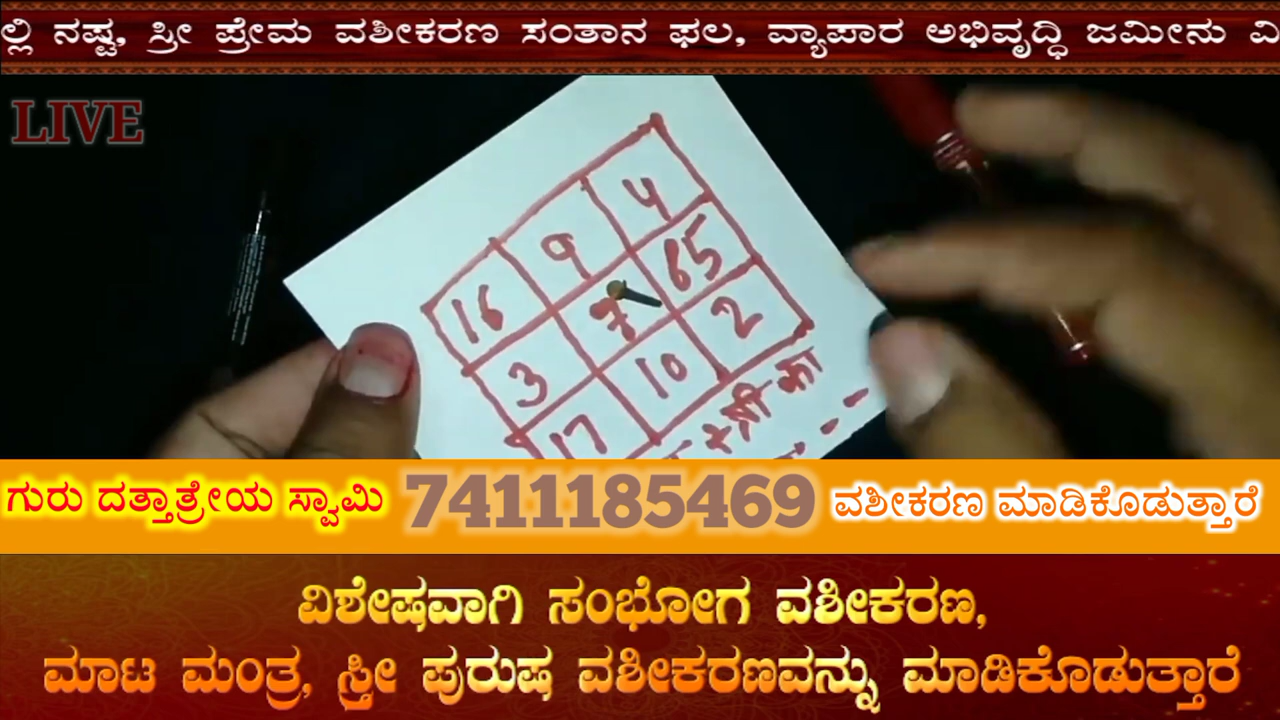 ಲ್ಲಿ ನಷ್ಟ, ಸ್ರೀ ಪ್ರೇಮ ವಶೀಕರಣ ಸಂತಾನ ಫಲ, ವ್ಯಾಪಾರ ಅಭಿವೃದ್ಧಿ ಜಮೀನು ವಿ
LIVE
16 9 4
3 7 65
17 10 2
+ स्त्री का
ಗುರು ದತ್ತಾತ್ರೇಯ ಸ್ವಾಮಿ 7411185469 ವಶೀಕರಣ ಮಾಡಿಕೊಡುತ್ತಾರೆ
ವಿಶೇಷವಾಗಿ ಸಂಭೋಗ ವಶೀಕರಣ,
ಮಾಟ ಮಂತ್ರ, ಸ್ತ್ರೀ ಪುರುಷ ವಶೀಕರಣವನ್ನು ಮಾಡಿಕೊಡುತ್ತಾರೆ